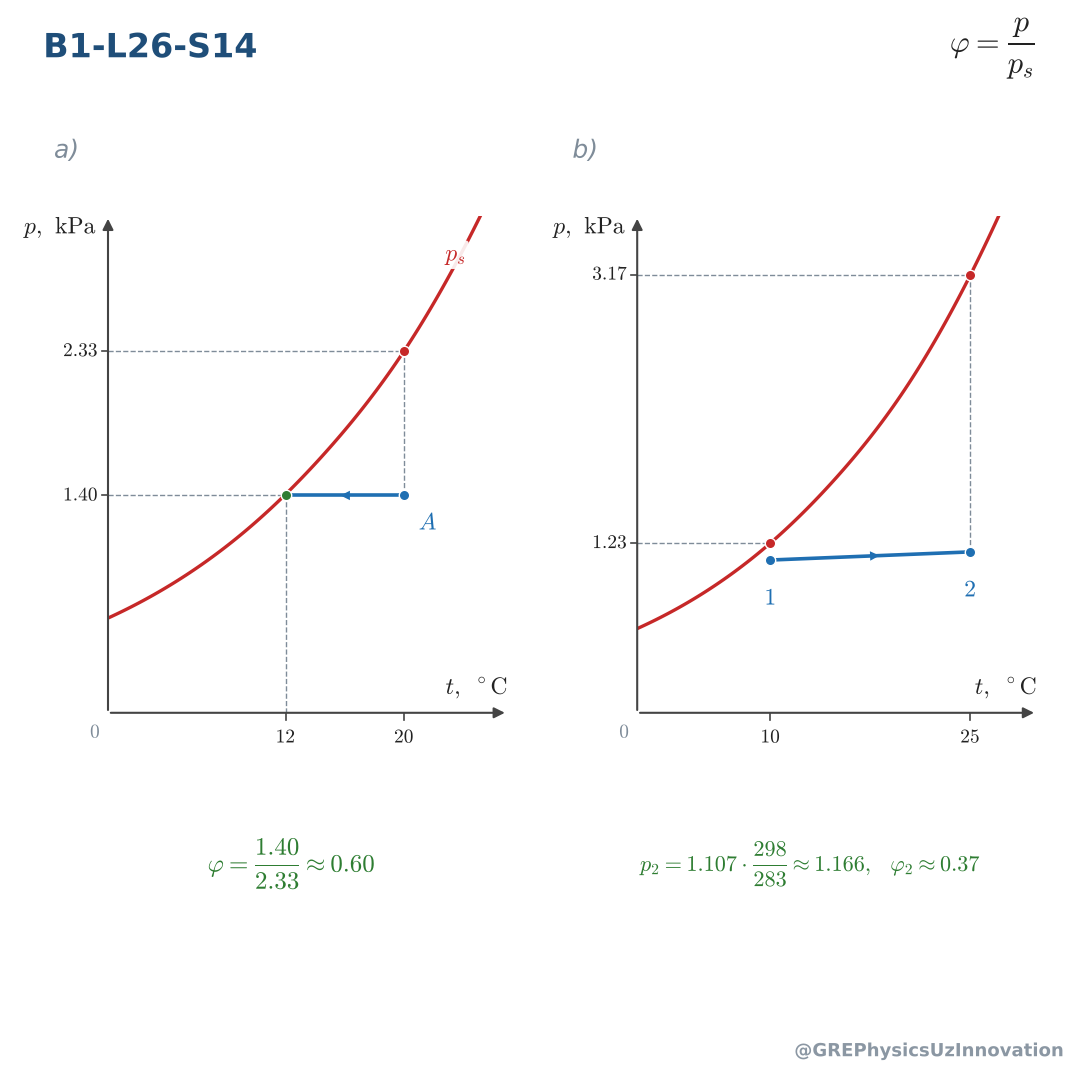 B1-L26-S14
φ = p/p_s
a)
b)
p, kPa
p_s
2.33
1.40
A
t, °C
0
12
20
p, kPa
3.17
1.23
1
2
t, °C
0
10
25
φ = 1.40/2.33 ≈ 0.60
p₂ = 1.107 · 298/283 ≈ 1.166, φ₂ ≈ 0.37
@GREPhysicsUzInnovation